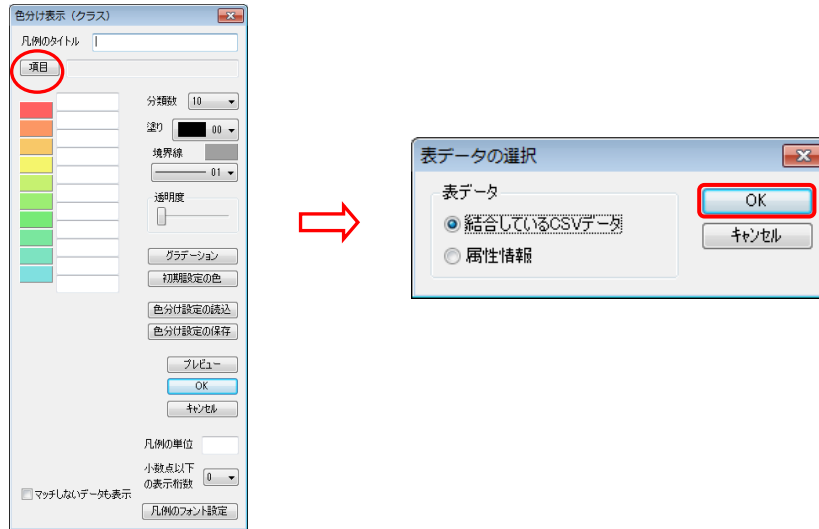 色分け表示（クラス）
凡例のタイトル
項目
分類数 10
塗り 00
境界線
01
透明度
グラデーション
初期設定の色
色分け設定の読込
色分け設定の保存
プレビュー
OK
キャンセル
凡例の単位
小数点以下
の表示桁数 0
マッチしないデータも表示
凡例のフォント設定
表データの選択
表データ
結合しているCSVデータ
属性情報
OK
キャンセル